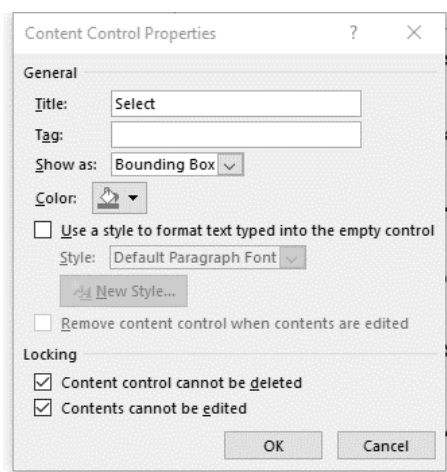 Content Control Properties ? ×
General
Title: Select
Tag:
Show as: Bounding Box
Color:
Use a style to format text typed into the empty control
Style: Default Paragraph Font
New Style...
Remove content control when contents are edited
Locking
Content control cannot be deleted
Contents cannot be edited
OK Cancel